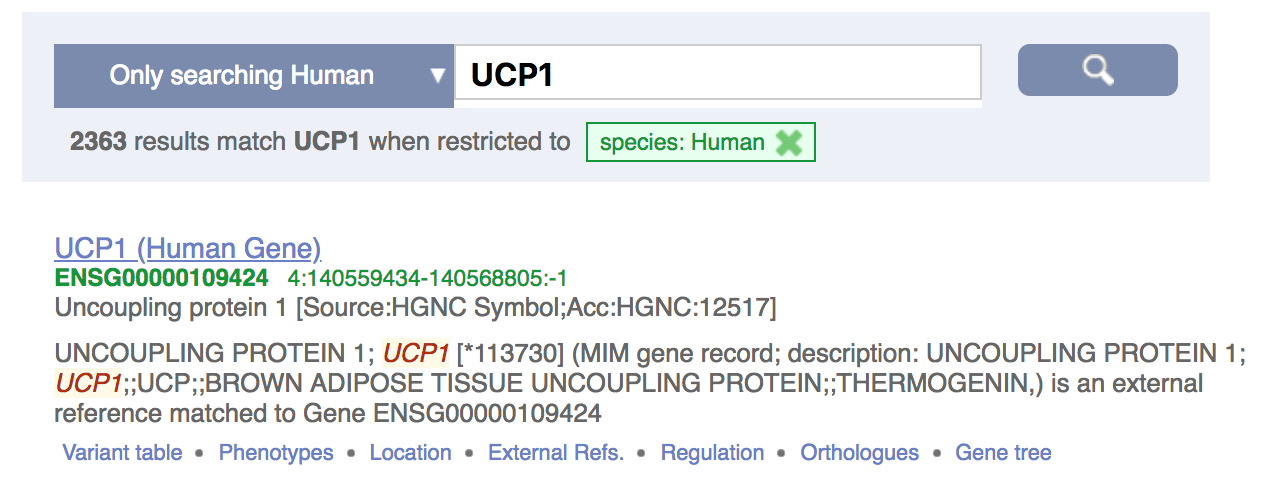 Only searching Human ▼ UCP1
2363 results match UCP1 when restricted to species: Human
UCP1 (Human Gene)
ENSG00000109424 4:140559434-140568805:-1
Uncoupling protein 1 [Source:HGNC Symbol;Acc:HGNC:12517]
UNCOUPLING PROTEIN 1; UCP1 [*113730] (MIM gene record; description: UNCOUPLING PROTEIN 1;
UCP1;;UCP;;BROWN ADIPOSE TISSUE UNCOUPLING PROTEIN;;THERMOGENIN,) is an external
reference matched to Gene ENSG00000109424
Variant table • Phenotypes • Location • External Refs. • Regulation • Orthologues • Gene tree